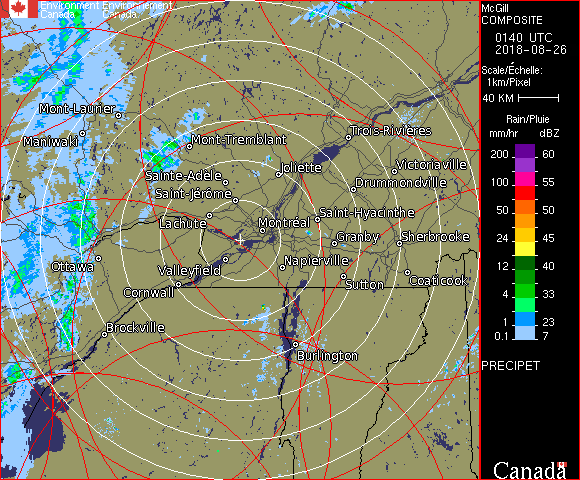 Environment Environnement
Canada Canada
Mont-Laurier
Maniwaki
Mont-Tremblant
Trois-Rivières
Sainte-Adèle
Joliette
Victoriaville
Saint-Jérôme
Drummondville
Lachute
Montréal
Saint-Hyacinthe
Granby
Sherbrooke
Ottawa
Valleyfield
Napierville
Cornwall
Sutton
Coaticook
Brockville
Burlington
McGill
COMPOSITE
0140 UTC
2018-08-26
Scale/Échelle:
1km/Pixel
40 KM
Rain/Pluie
mm/hr dBZ
200 60
150 57
100 55
50 50
24 45
12 40
4 33
1 23
0.1 7
PRECIPET
Canada